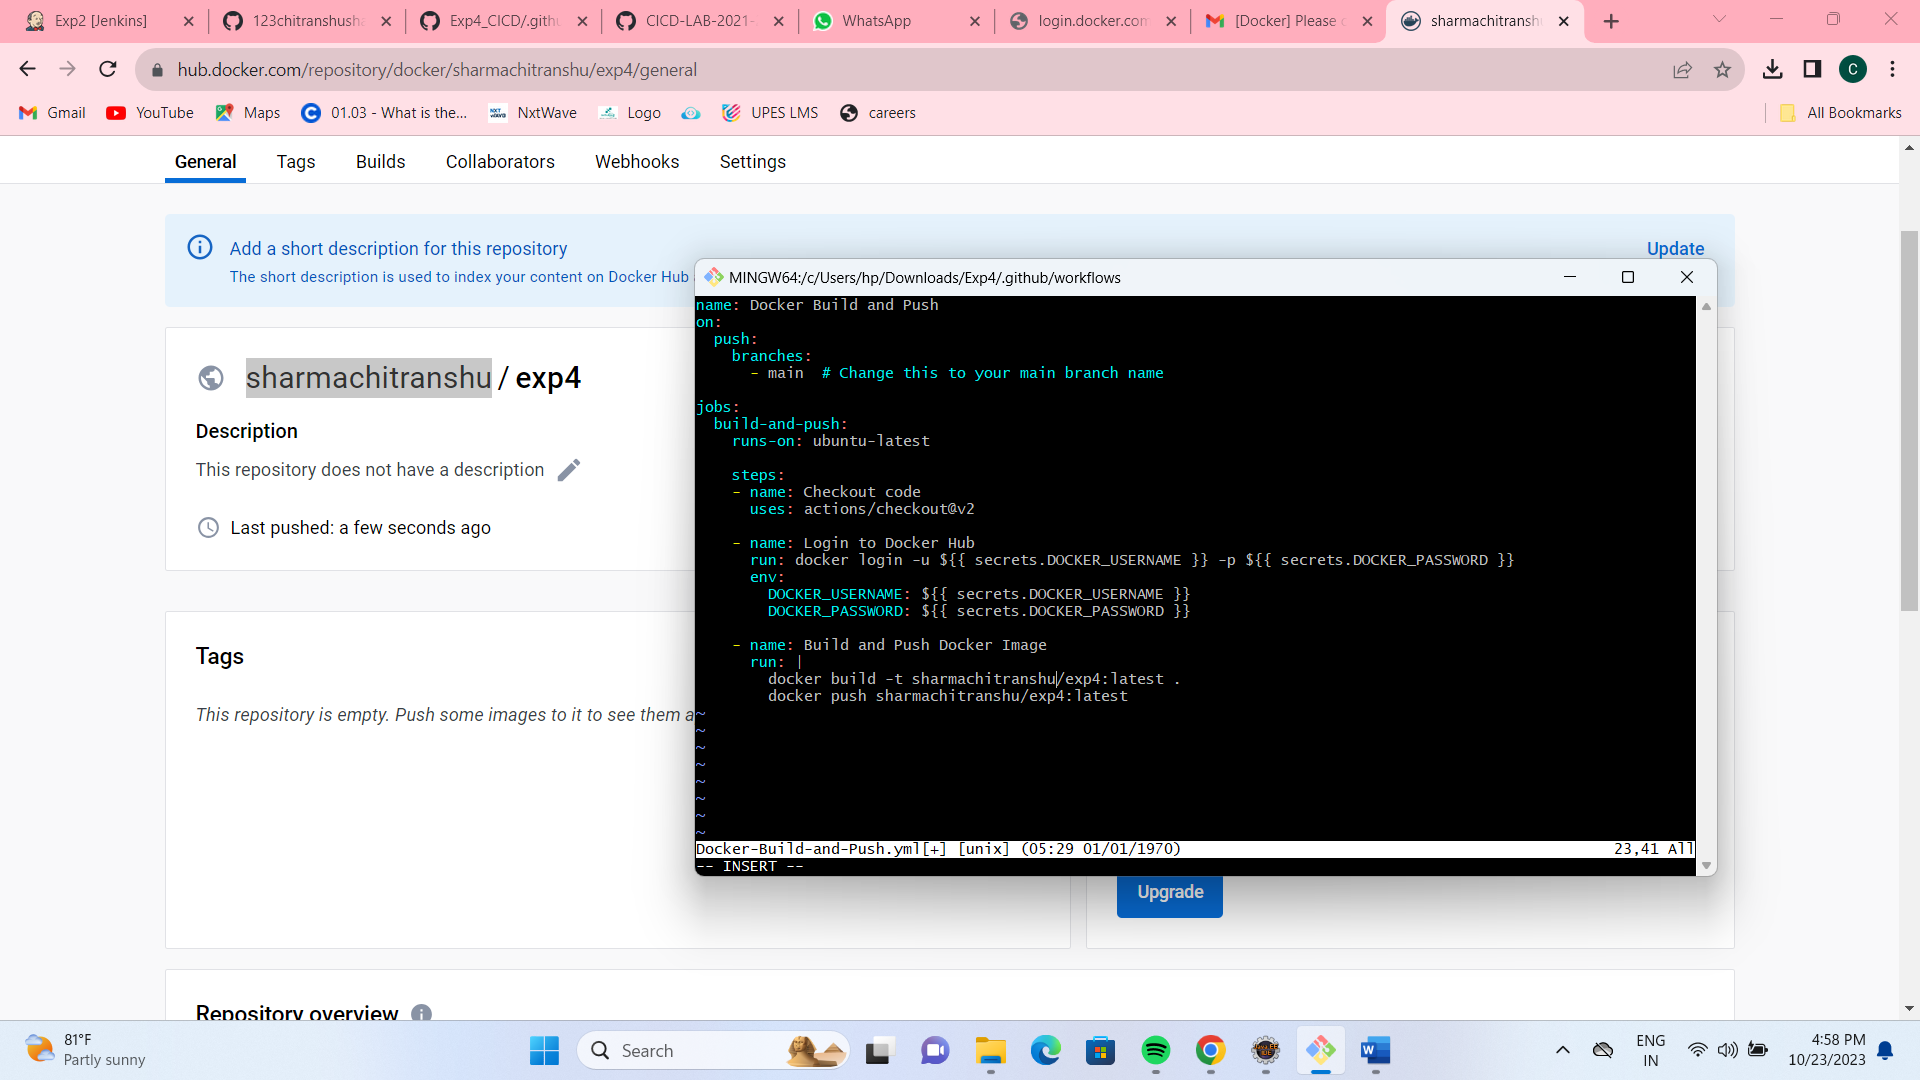 Exp2 [Jenkins]
123chitranshusha
Exp4_CICD/.githu
CICD-LAB-2021-
WhatsApp
login.docker.com
[Docker] Please c
sharmachitransh
hub.docker.com/repository/docker/sharmachitranshu/exp4/general
C
Gmail
YouTube
Maps
01.03 - What is the...
NxtWave
Logo
UPES LMS
careers
All Bookmarks
General
Tags
Builds
Collaborators
Webhooks
Settings
Add a short description for this repository
Update
The short description is used to index your content on Docker Hub
sharmachitranshu / exp4
Description
This repository does not have a description
Last pushed: a few seconds ago
Tags
This repository is empty. Push some images to it to see them a
MINGW64:/c/Users/hp/Downloads/Exp4/.github/workflows
name: Docker Build and Push
on:
  push:
    branches:
      - main  # Change this to your main branch name
jobs:
  build-and-push:
    runs-on: ubuntu-latest
    steps:
    - name: Checkout code
      uses: actions/checkout@v2
    - name: Login to Docker Hub
      run: docker login -u ${{ secrets.DOCKER_USERNAME }} -p ${{ secrets.DOCKER_PASSWORD }}
      env:
        DOCKER_USERNAME: ${{ secrets.DOCKER_USERNAME }}
        DOCKER_PASSWORD: ${{ secrets.DOCKER_PASSWORD }}
    - name: Build and Push Docker Image
      run: |
        docker build -t sharmachitranshu/exp4:latest .
        docker push sharmachitranshu/exp4:latest
~
~
~
~
~
~
~
~
Docker-Build-and-Push.yml[+] [unix] (05:29 01/01/1970) 23,41 All
-- INSERT --
Upgrade
Repository overview
81°F
Partly sunny
Search
ENG
IN
4:58 PM
10/23/2023